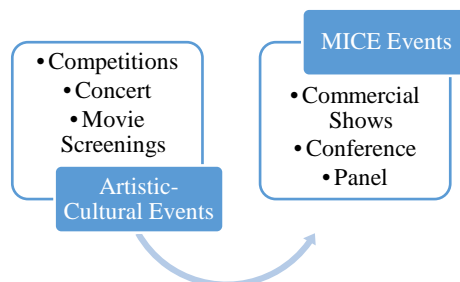 • Competitions
• Concert
• Movie
Screenings
Artistic-
Cultural Events
MICE Events
• Commercial
Shows
• Conference
• Panel